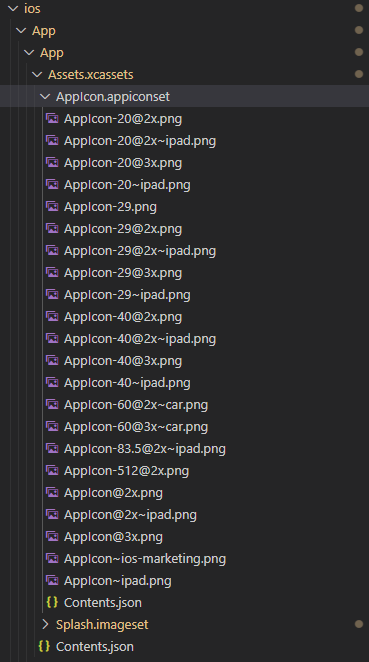 ios
App
App
Assets.xcassets
AppIcon.appiconset
AppIcon-20@2x.png
AppIcon-20@2x~ipad.png
AppIcon-20@3x.png
AppIcon-20~ipad.png
AppIcon-29.png
AppIcon-29@2x.png
AppIcon-29@2x~ipad.png
AppIcon-29@3x.png
AppIcon-29~ipad.png
AppIcon-40@2x.png
AppIcon-40@2x~ipad.png
AppIcon-40@3x.png
AppIcon-40~ipad.png
AppIcon-60@2x~car.png
AppIcon-60@3x~car.png
AppIcon-83.5@2x~ipad.png
AppIcon-512@2x.png
AppIcon@2x.png
AppIcon@2x~ipad.png
AppIcon@3x.png
AppIcon~ios-marketing.png
AppIcon~ipad.png
{} Contents.json
Splash.imageset
{} Contents.json